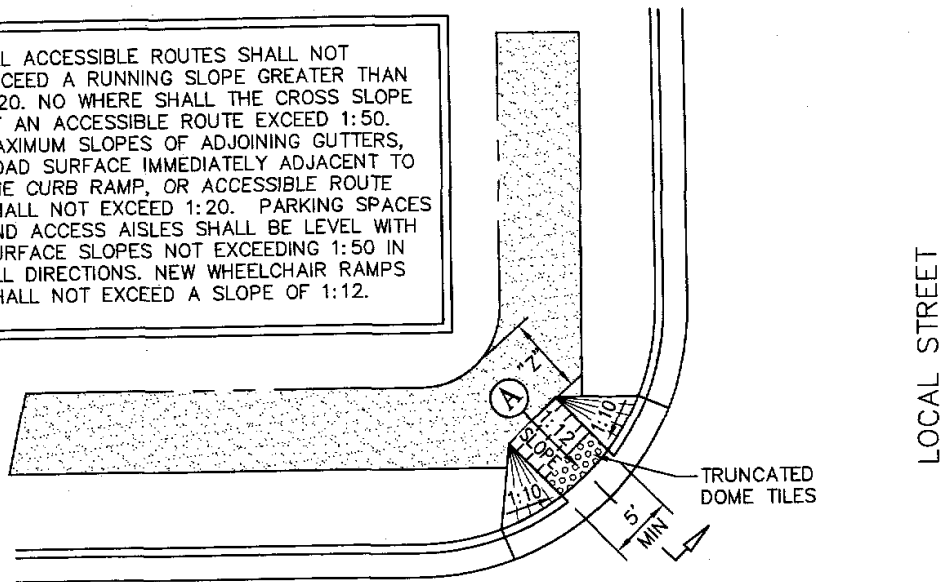 L ACCESSIBLE ROUTES SHALL NOT
CEED A RUNNING SLOPE GREATER THAN
20. NO WHERE SHALL THE CROSS SLOPE
AN ACCESSIBLE ROUTE EXCEED 1:50.
AXIMUM SLOPES OF ADJOINING GUTTERS,
OAD SURFACE IMMEDIATELY ADJACENT TO
E CURB RAMP, OR ACCESSIBLE ROUTE
HALL NOT EXCEED 1:20. PARKING SPACES
ND ACCESS AISLES SHALL BE LEVEL WITH
URFACE SLOPES NOT EXCEEDING 1:50 IN
LL DIRECTIONS. NEW WHEELCHAIR RAMPS
HALL NOT EXCEED A SLOPE OF 1:12.
"Z"
A
1:10
1:12
SLOPE
1:10
TRUNCATED
DOME TILES
5'
MIN
LOCAL STREET